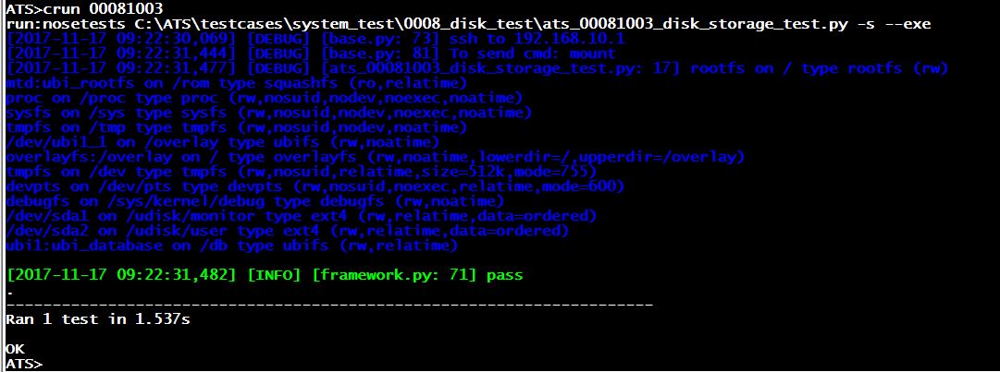 ATS>crun 00081003
run:nosetests C:\ATS\testcases\system_test\0008_disk_test\ats_00081003_disk_storage_test.py -s --exe
[2017-11-17 09:22:30,069] [DEBUG] [base.py: 73] ssh to 192.168.10.1
[2017-11-17 09:22:31,444] [DEBUG] [base.py: 81] To send cmd: mount
[2017-11-17 09:22:31,477] [DEBUG] [ats_00081003_disk_storage_test.py: 17] rootfs on / type rootfs (rw)
mtd:ubi_rootfs on /rom type squashfs (ro,relatime)
proc on /proc type proc (rw,nosuid,nodev,noexec,noatime)
sysfs on /sys type sysfs (rw,nosuid,nodev,noexec,noatime)
tmpfs on /tmp type tmpfs (rw,nosuid,nodev,noatime)
/dev/ubi1_1 on /overlay type ubifs (rw,noatime)
overlayfs:/overlay on / type overlayfs (rw,noatime,lowerdir=/,upperdir=/overlay)
tmpfs on /dev type tmpfs (rw,nosuid,relatime,size=512k,mode=755)
devpts on /dev/pts type devpts (rw,nosuid,noexec,relatime,mode=600)
debugfs on /sys/kernel/debug type debugfs (rw,noatime)
/dev/sda1 on /udisk/monitor type ext4 (rw,relatime,data=ordered)
/dev/sda2 on /udisk/user type ext4 (rw,relatime,data=ordered)
ubi1:ubi_database on /db type ubifs (rw,relatime)
[2017-11-17 09:22:31,482] [INFO] [framework.py: 71] pass
.
----------------------------------------------------------------------
Ran 1 test in 1.537s
OK
ATS>